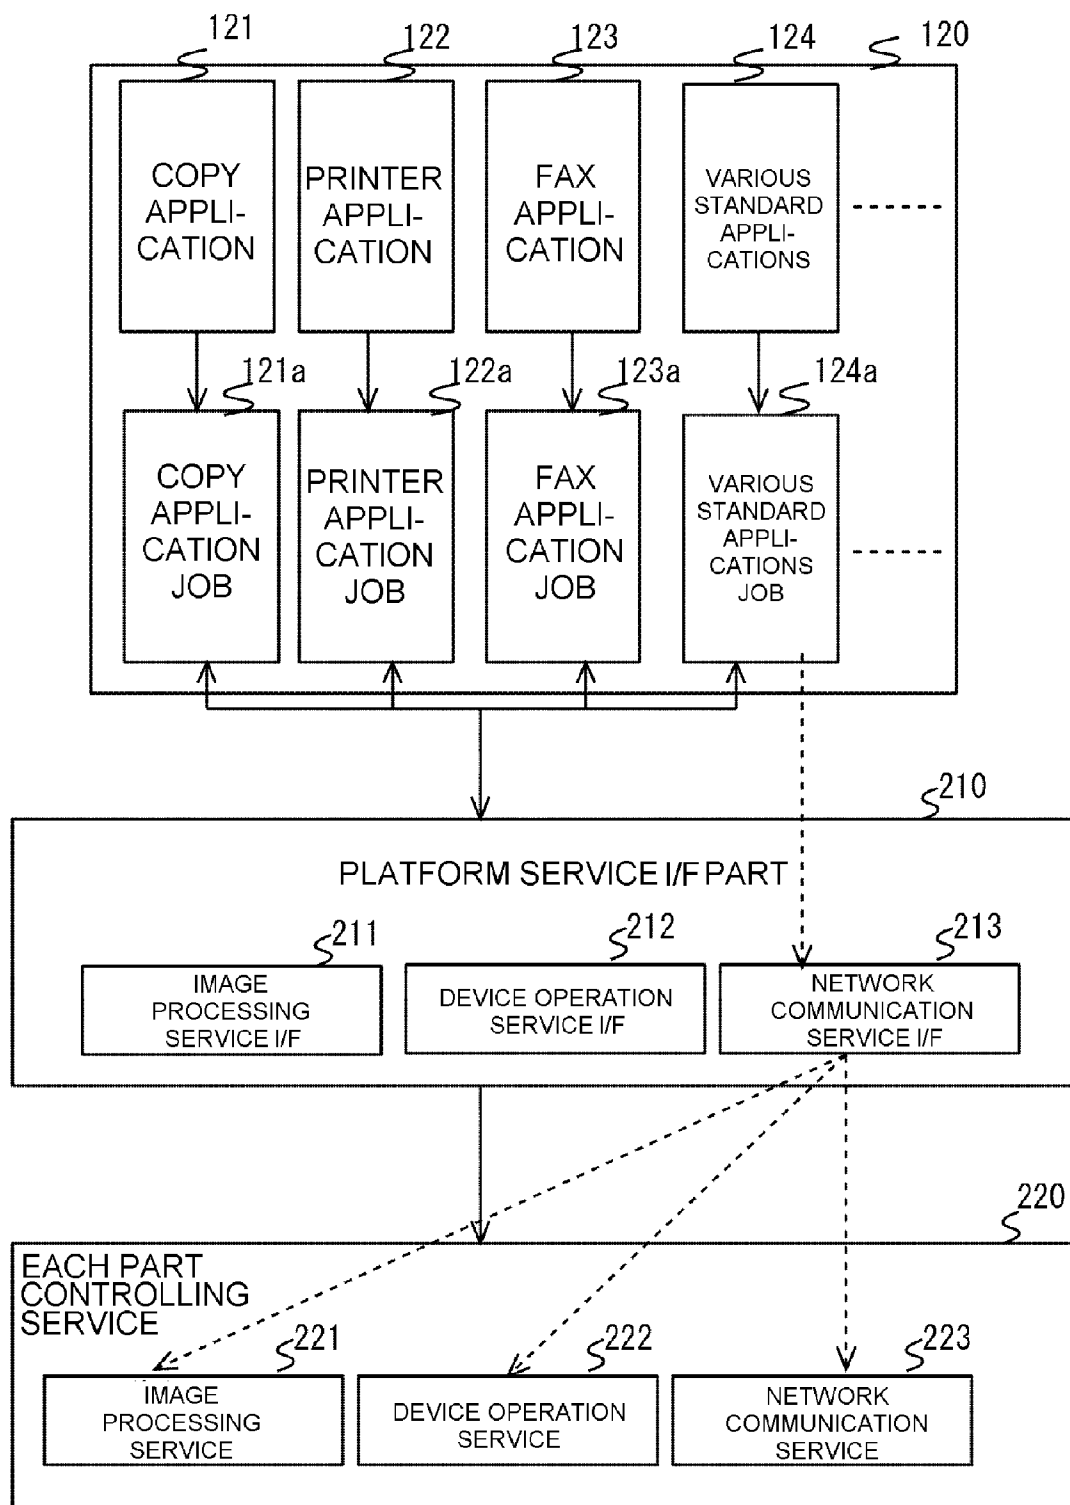 121
122
123
124
120
COPY
APPLI-
CATION
PRINTER
APPLI-
CATION
FAX
APPLI-
CATION
VARIOUS
STANDARD
APPLI-
CATIONS
121a
122a
123a
124a
COPY
APPLI-
CATION
JOB
PRINTER
APPLI-
CATION
JOB
FAX
APPLI-
CATION
JOB
VARIOUS
STANDARD
APPLI-
CATIONS
JOB
210
PLATFORM SERVICE I/F PART
211
212
213
IMAGE
PROCESSING
SERVICE I/F
DEVICE OPERATION
SERVICE I/F
NETWORK
COMMUNICATION
SERVICE I/F
220
EACH PART
CONTROLLING
SERVICE
221
222
223
IMAGE
PROCESSING
SERVICE
DEVICE OPERATION
SERVICE
NETWORK
COMMUNICATION
SERVICE